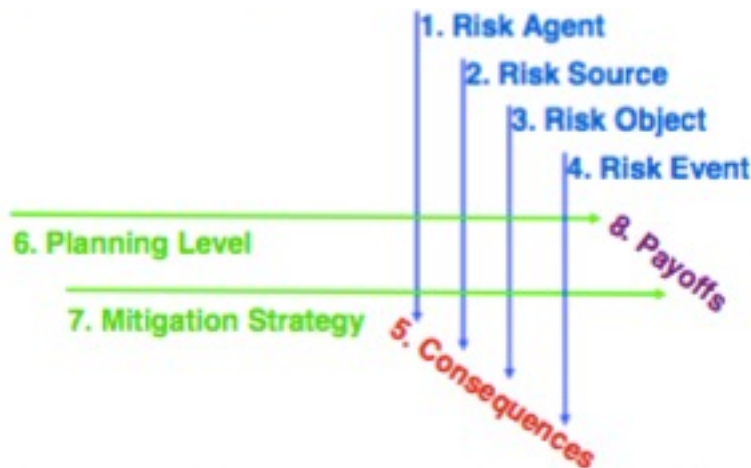 1. Risk Agent
2. Risk Source
3. Risk Object
4. Risk Event
6. Planning Level
8. Payoffs
7. Mitigation Strategy
5. Consequences